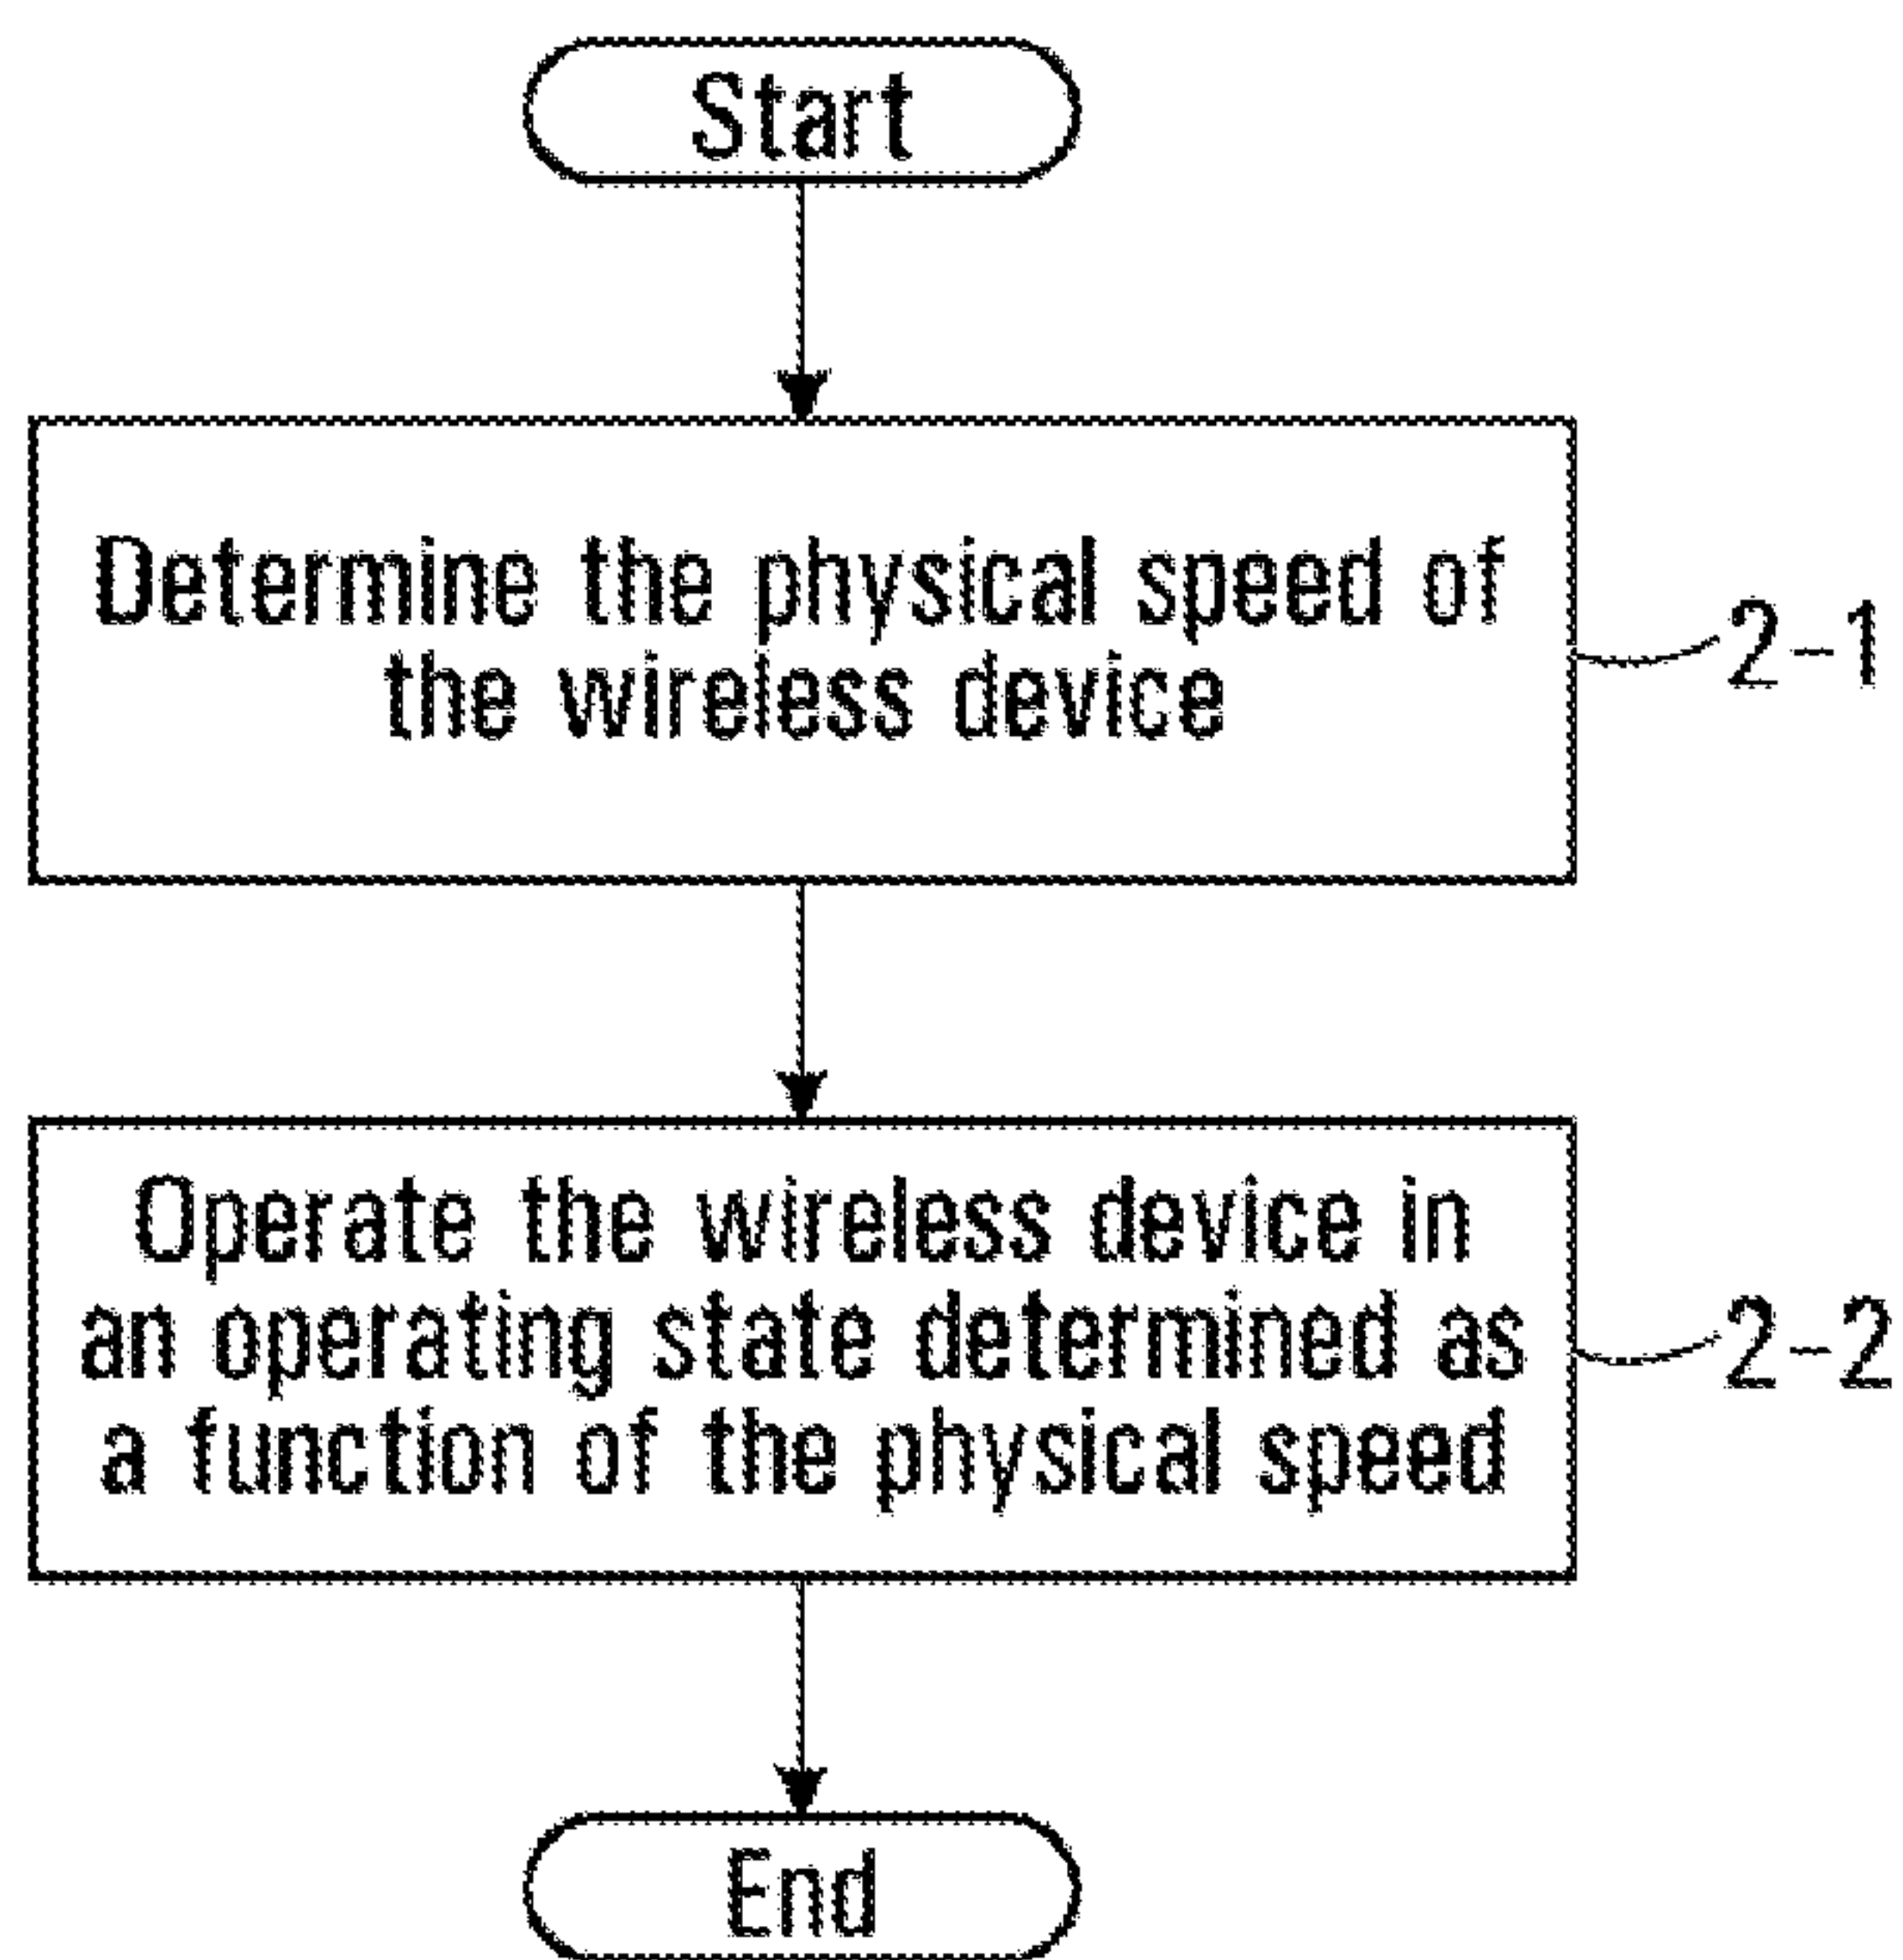 Start
Determine the physical speed of
the wireless device
2-1
Operate the wireless device in
an operating state determined as
a function of the physical speed
2-2
End